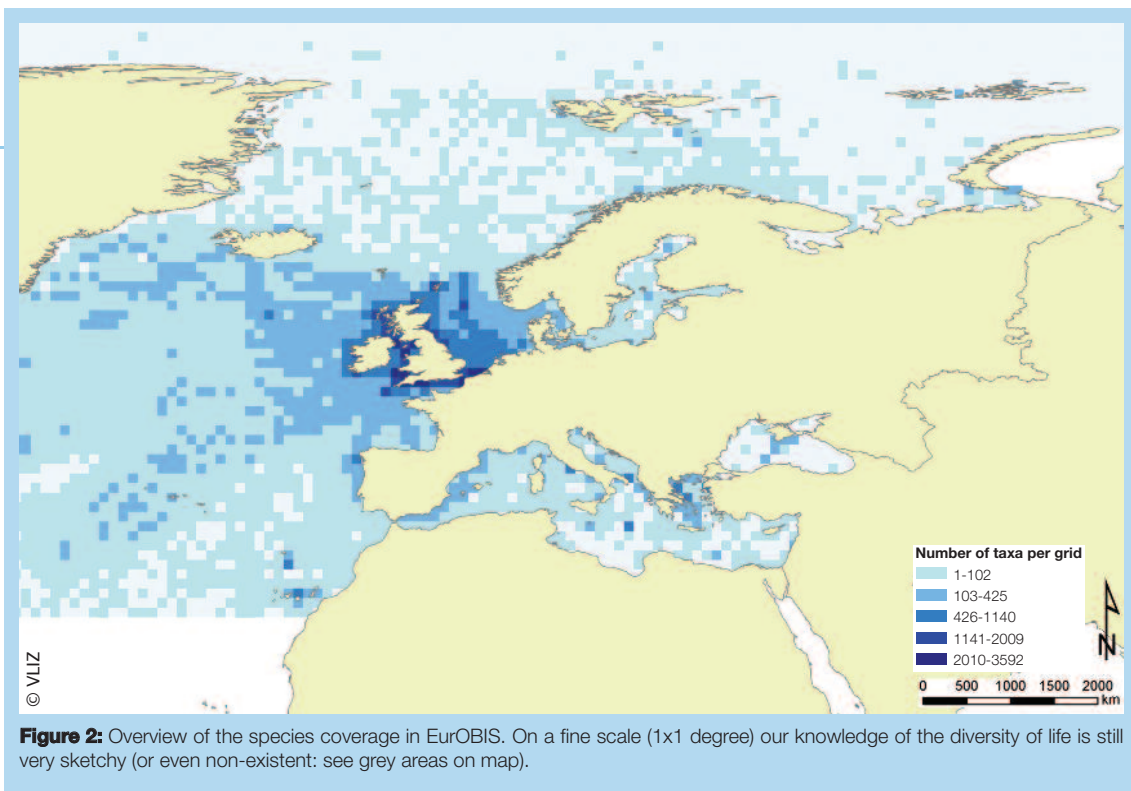 Number of taxa per grid
1-102
103-425
426-1140
1141-2009
2010-3592
N
0 500 1000 1500 2000
km
© VLIZ
Figure 2: Overview of the species coverage in EurOBIS. On a fine scale (1x1 degree) our knowledge of the diversity of life is still
very sketchy (or even non-existent: see grey areas on map).